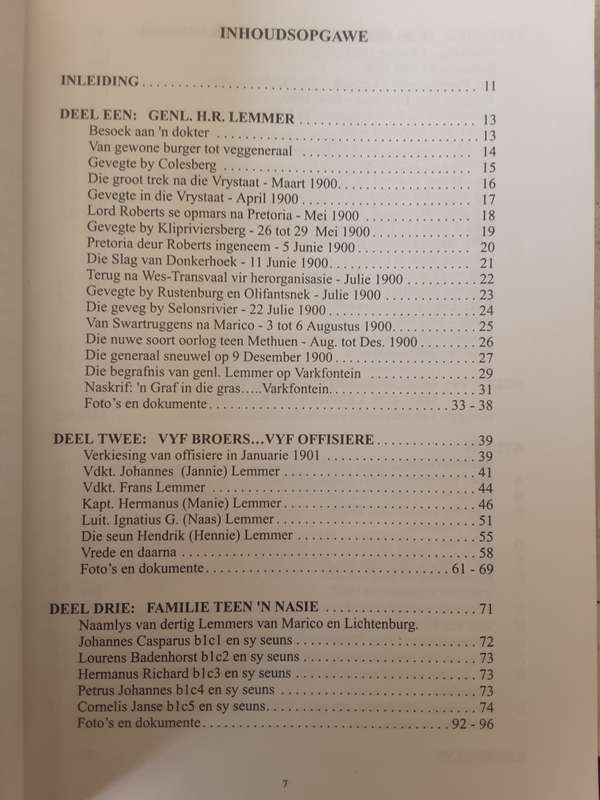 INHOUDSOPGAWE
INLEIDING . . . . . . . . . . . . . . . . . . . . . . . . . . . . . . . . . . . . . . . . . . . . . . 11
DEEL EEN: GENL. H.R. LEMMER . . . . . . . . . . . . . . . . . . . . . . . . 13
Besoek aan 'n dokter . . . . . . . . . . . . . . . . . . . . . . . . . . . . . . . . . . . 13
Van gewone burger tot veggeneraal . . . . . . . . . . . . . . . . . . . . . . . 14
Gevegte by Colesberg . . . . . . . . . . . . . . . . . . . . . . . . . . . . . . . . . . 15
Die groot trek na die Vrystaat - Maart 1900. . . . . . . . . . . . . . . . . . 16
Gevegte in die Vrystaat - April 1900 . . . . . . . . . . . . . . . . . . . . . . . 17
Lord Roberts se opmars na Pretoria - Mei 1900 . . . . . . . . . . . . . . 18
Gevegte by Klipriviersberg - 26 tot 29 Mei 1900 . . . . . . . . . . . . . 19
Pretoria deur Roberts ingeneem - 5 Junie 1900 . . . . . . . . . . . . . . . 20
Die Slag van Donkerhoek - 11 Junie 1900. . . . . . . . . . . . . . . . . . . 21
Terug na Wes-Transvaal vir herorganisasie - Julie 1900 . . . . . . . . . . 22
Gevegte by Rustenburg en Olifantsnek - Julie 1900 . . . . . . . . . . . . 23
Die geveg by Selonsrivier - 22 Julie 1900 . . . . . . . . . . . . . . . . . . . . 24
Van Swartruggens na Marico - 3 tot 6 Augustus 1900. . . . . . . . . . . 25
Die nuwe soort oorlog teen Methuen - Aug. tot Des. 1900 . . . . . . . . 26
Die generaal sneuwel op 9 Desember 1900 . . . . . . . . . . . . . . . . . . . 27
Die begrafnis van genl. Lemmer op Varkfontein . . . . . . . . . . . . . . . 29
Naskrif: 'n Graf in die gras…..Varkfontein. . . . . . . . . . . . . . . . . . . . 31
Foto's en dokumente . . . . . . . . . . . . . . . . . . . . . . . . . . . . . . . . . . 33 - 38
DEEL TWEE: VYF BROERS…VYF OFFISIERE . . . . . . . . . . . . . . 39
Verkiesing van offisiere in Januarie 1901 . . . . . . . . . . . . . . . . . . . . . 39
Vdkt. Johannes (Jannie) Lemmer . . . . . . . . . . . . . . . . . . . . . . . . . . . 41
Vdkt. Frans Lemmer . . . . . . . . . . . . . . . . . . . . . . . . . . . . . . . . . . . . . 44
Kapt. Hermanus (Manie) Lemmer . . . . . . . . . . . . . . . . . . . . . . . . . . . 46
Luit. Ignatius G. (Naas) Lemmer. . . . . . . . . . . . . . . . . . . . . . . . . . . . 51
Die seun Hendrik (Hennie) Lemmer . . . . . . . . . . . . . . . . . . . . . . . . . 55
Vrede en daarna . . . . . . . . . . . . . . . . . . . . . . . . . . . . . . . . . . . . . . . . . 58
Foto's en dokumente . . . . . . . . . . . . . . . . . . . . . . . . . . . . . . . . . . . 61 - 69
DEEL DRIE: FAMILIE TEEN 'N NASIE . . . . . . . . . . . . . . . . . . . . . 71
Naamlys van dertig Lemmers van Marico en Lichtenburg.
Johannes Casparus b1c1 en sy seuns . . . . . . . . . . . . . . . . . . . . . . . . . 72
Lourens Badenhorst b1c2 en sy seuns . . . . . . . . . . . . . . . . . . . . . . . . 73
Hermanus Richard b1c3 en sy seuns . . . . . . . . . . . . . . . . . . . . . . . . . 73
Petrus Johannes b1c4 en sy seuns . . . . . . . . . . . . . . . . . . . . . . . . . . . 73
Cornelis Janse b1c5 en sy seuns. . . . . . . . . . . . . . . . . . . . . . . . . . . . . 74
Foto's en dokumente . . . . . . . . . . . . . . . . . . . . . . . . . . . . . . . . . . . 92 - 96
7